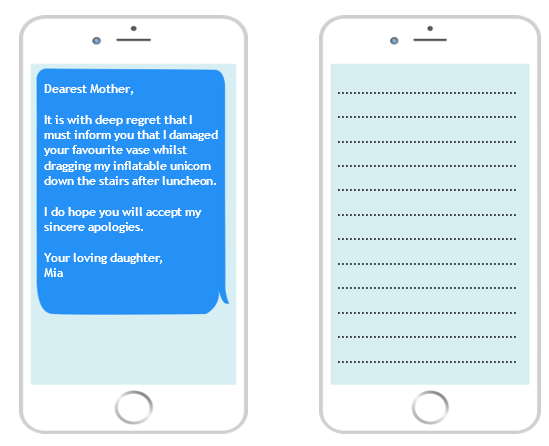 Dearest Mother,
It is with deep regret that I
must inform you that I damaged
your favourite vase whilst
dragging my inflatable unicorn
down the stairs after luncheon.
I do hope you will accept my
sincere apologies.
Your loving daughter,
Mia